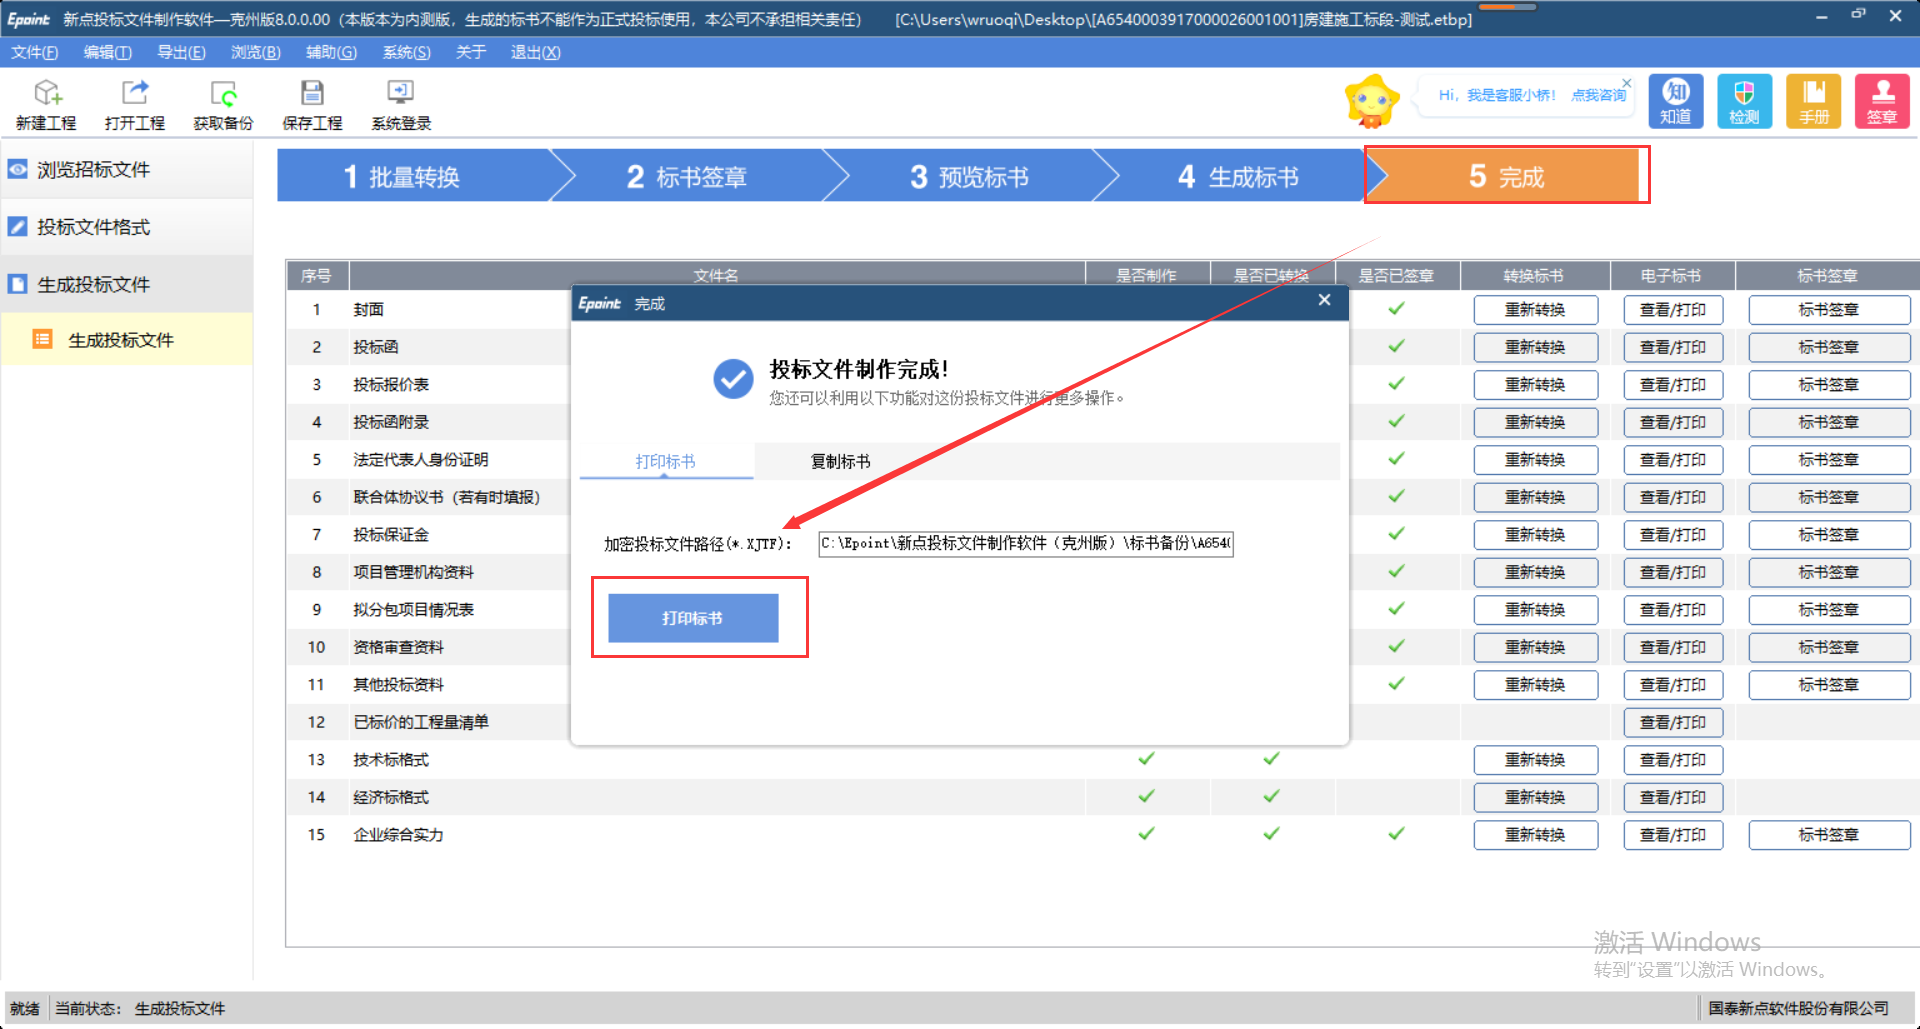 Epoint 新点投标文件制作软件—克州版8.0.0.00（本版本为内测版，生成的标书不能作为正式投标使用，本公司不承担相关责任） [C:\Users\wruoqi\Desktop\[A6540003917000026001001]房建施工标段-测试.etbp]
文件(F) 编辑(T) 导出(E) 浏览(B) 辅助(G) 系统(S) 关于 退出(X)
新建工程 打开工程 获取备份 保存工程 系统登录
Hi，我是客服小桥！ 点我咨询
知 知道 检测 手册 签章
浏览招标文件
投标文件格式
生成投标文件
生成投标文件
1 批量转换 2 标书签章 3 预览标书 4 生成标书 5 完成
序号 文件名 是否制作 是否已转换 是否已签章 转换标书 电子标书 标书签章
1 封面 重新转换 查看/打印 标书签章
2 投标函 重新转换 查看/打印 标书签章
3 投标报价表 重新转换 查看/打印 标书签章
4 投标函附录 重新转换 查看/打印 标书签章
5 法定代表人身份证明 重新转换 查看/打印 标书签章
6 联合体协议书（若有时填报） 重新转换 查看/打印 标书签章
7 投标保证金 重新转换 查看/打印 标书签章
8 项目管理机构资料 重新转换 查看/打印 标书签章
9 拟分包项目情况表 重新转换 查看/打印 标书签章
10 资格审查资料 重新转换 查看/打印 标书签章
11 其他投标资料 重新转换 查看/打印 标书签章
12 已标价的工程量清单 查看/打印
13 技术标格式 重新转换 查看/打印
14 经济标格式 重新转换 查看/打印
15 企业综合实力 重新转换 查看/打印 标书签章
Epoint 完成
投标文件制作完成！
您还可以利用以下功能对这份投标文件进行更多操作。
打印标书 复制标书
加密投标文件路径(*.XJTF)： C:\Epoint\新点投标文件制作软件（克州版）\标书备份\A654(
打印标书
激活 Windows
转到“设置”以激活 Windows。
就绪 当前状态： 生成投标文件 国泰新点软件股份有限公司